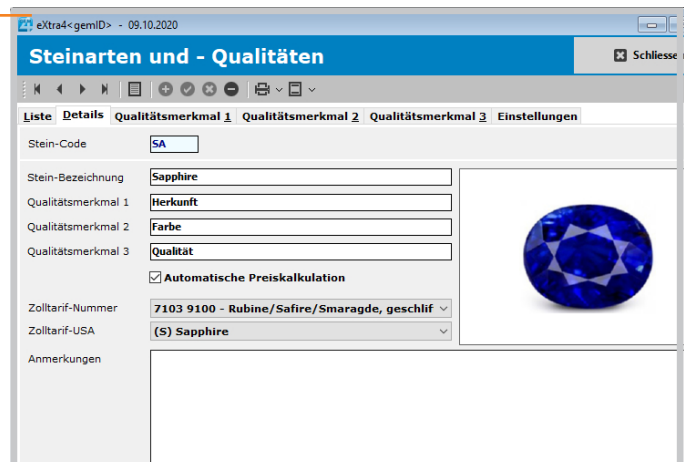 eXtra4<gemID> - 09.10.2020
Steinarten und - Qualitäten
Schliesse
Liste Details Qualitätsmerkmal 1 Qualitätsmerkmal 2 Qualitätsmerkmal 3 Einstellungen
Stein-Code SA
Stein-Bezeichnung Sapphire
Qualitätsmerkmal 1 Herkunft
Qualitätsmerkmal 2 Farbe
Qualitätsmerkmal 3 Qualität
Automatische Preiskalkulation
Zolltarif-Nummer 7103 9100 - Rubine/Safire/Smaragde, geschlif
Zolltarif-USA (S) Sapphire
Anmerkungen